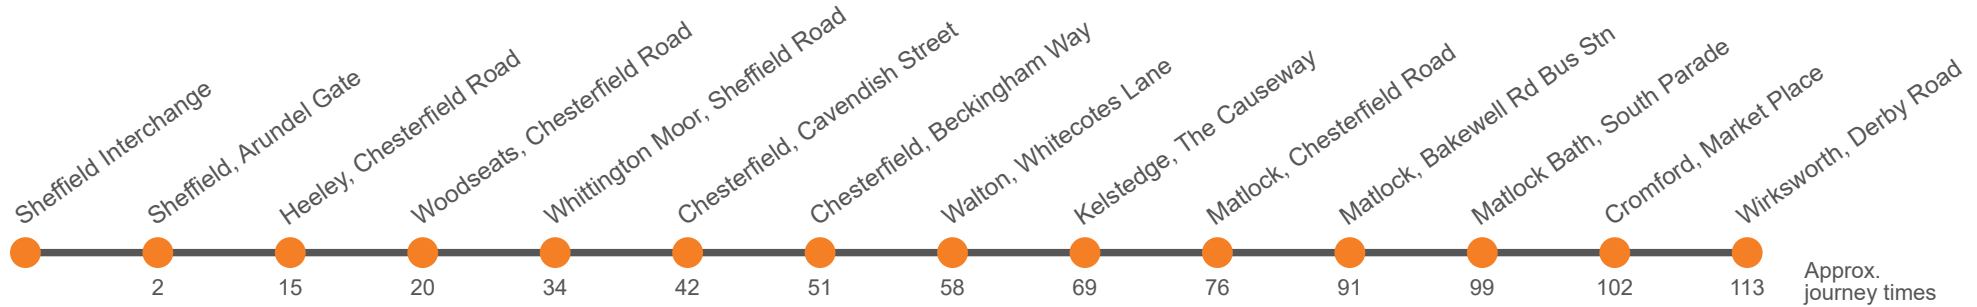 Sheffield Interchange
Sheffield, Arundel Gate
Heeley, Chesterfield Road
Woodseats, Chesterfield Road
Whittington Moor, Sheffield Road
Chesterfield, Cavendish Street
Chesterfield, Beckingham Way
Walton, Whitecotes Lane
Kelstedge, The Causeway
Matlock, Chesterfield Road
Matlock, Bakewell Rd Bus Stn
Matlock Bath, South Parade
Cromford, Market Place
Wirksworth, Derby Road
2 15 20 34 42 51 58 69 76 91 99 102 113
Approx.
journey times